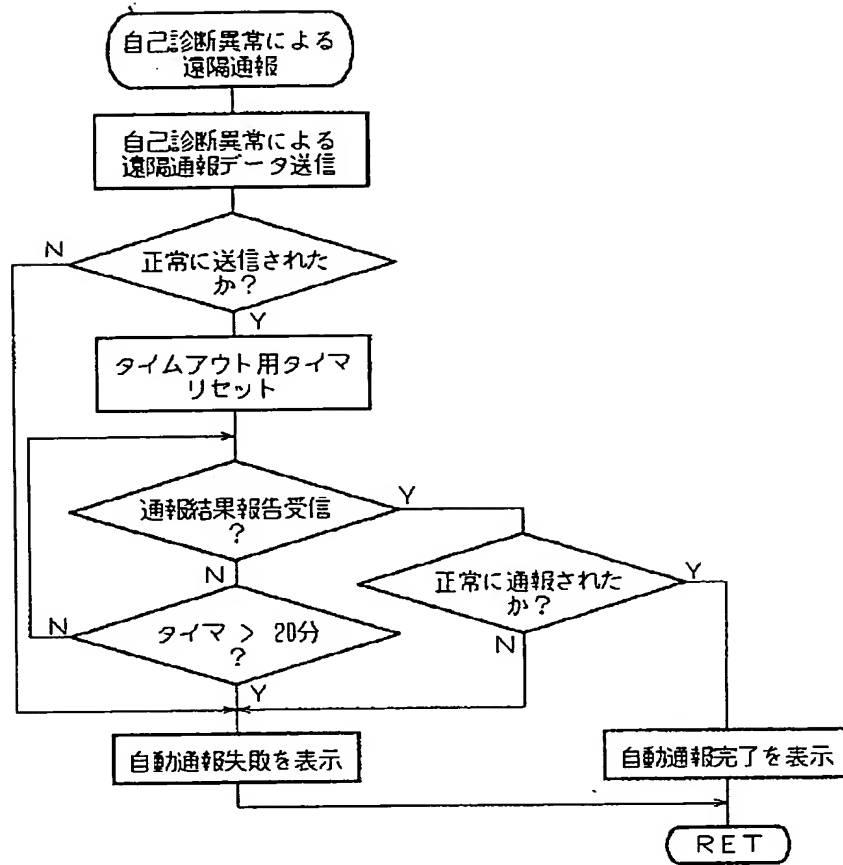 自己診断異常による
遠隔通報
自己診断異常による
遠隔通報データ送信
N
正常に送信された
か?
Y
タイムアウト用タイマ
リセット
通報結果報告受信
?
Y
N
正常に通報された
か?
Y
N
N
タイマ > 20分
?
Y
自動通報失敗を表示
自動通報完了を表示
RET